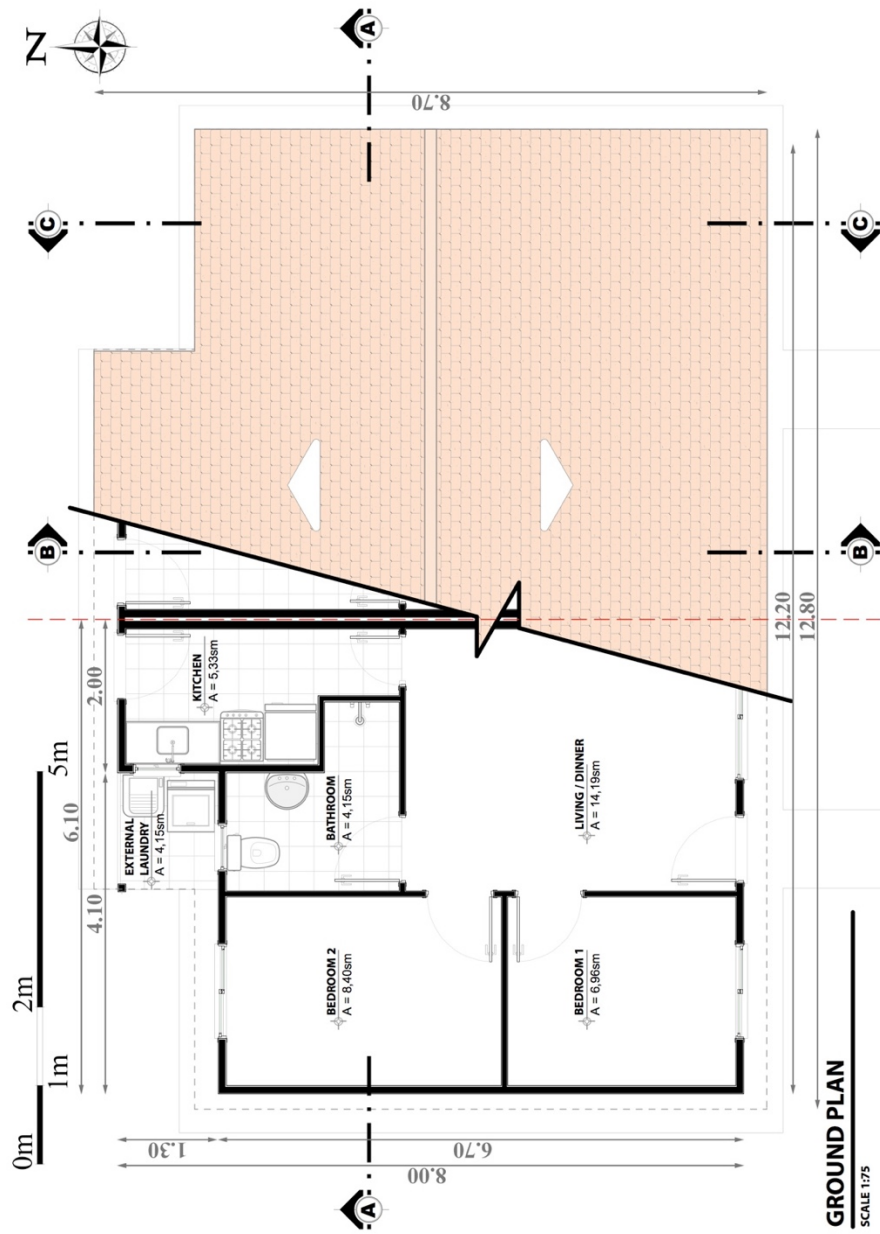 0m
1m
2m
5m
N
6.10
4.10
2.00
1.30
6.70
8.00
8.70
12.20
12.80
C
C
B
B
A
A
EXTERNAL
LAUNDRY
A = 4,15sm
KITCHEN
A = 5,33sm
BEDROOM 2
A = 8,40sm
BATHROOM
A = 4,15sm
BEDROOM 1
A = 6,96sm
LIVING / DINNER
A = 14,19sm
GROUND PLAN
SCALE 1:75